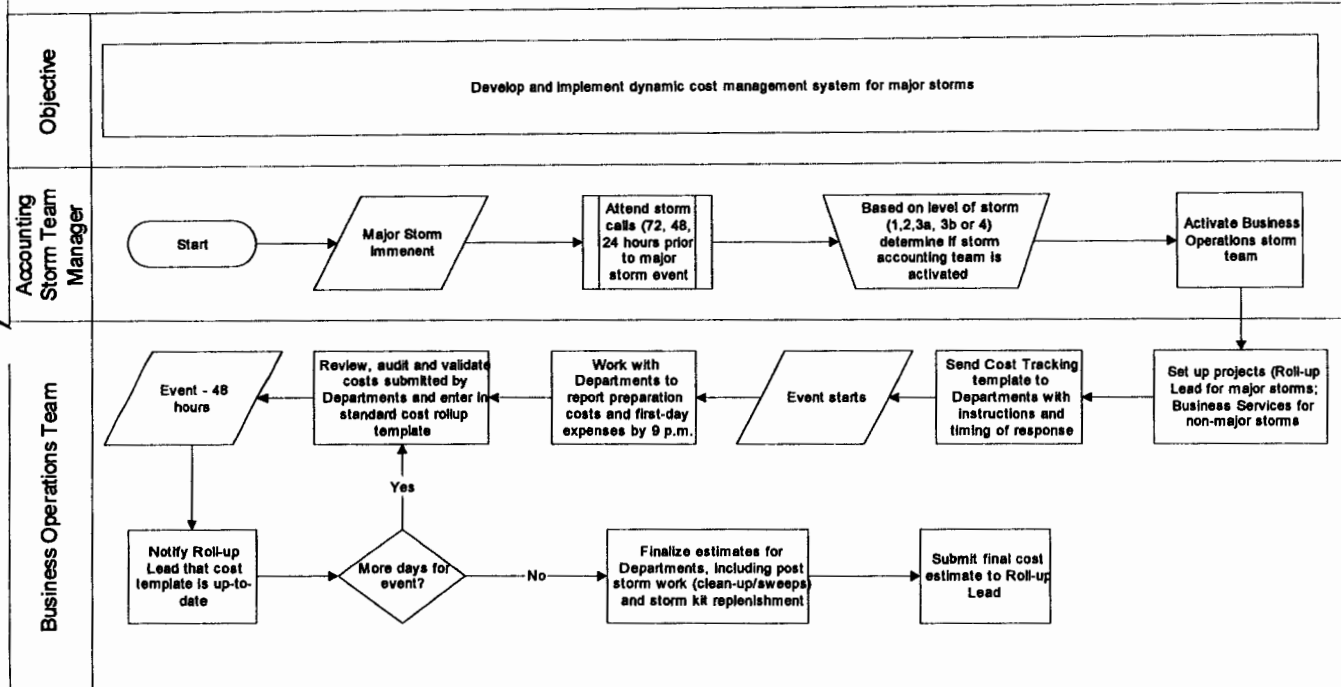 Objective
Develop and implement dynamic cost management system for major storms
Accounting
Storm Team
Manager
Start
Major Storm
Immenent
Attend storm
calls (72, 48,
24 hours prior
to major
storm event
Based on level of storm
(1,2,3a, 3b or 4)
determine if storm
accounting team is
activated
Activate Business
Operations storm
team
Business Operations Team
Event - 48
hours
Review, audit and validate
costs submitted by
Departments and enter in
standard cost rollup
template
Work with
Departments to
report preparation
costs and first-day
expenses by 9 p.m.
Event starts
Send Cost Tracking
template to
Departments with
instructions and
timing of response
Set up projects (Roll-up
Lead for major storms;
Business Services for
non-major storms
Yes
Notify Roll-up
Lead that cost
template is up-to-
date
More days for
event?
No
Finalize estimates for
Departments, including post
storm work (clean-up/sweeps)
and storm kit replenishment
Submit final cost
estimate to Roll-up
Lead